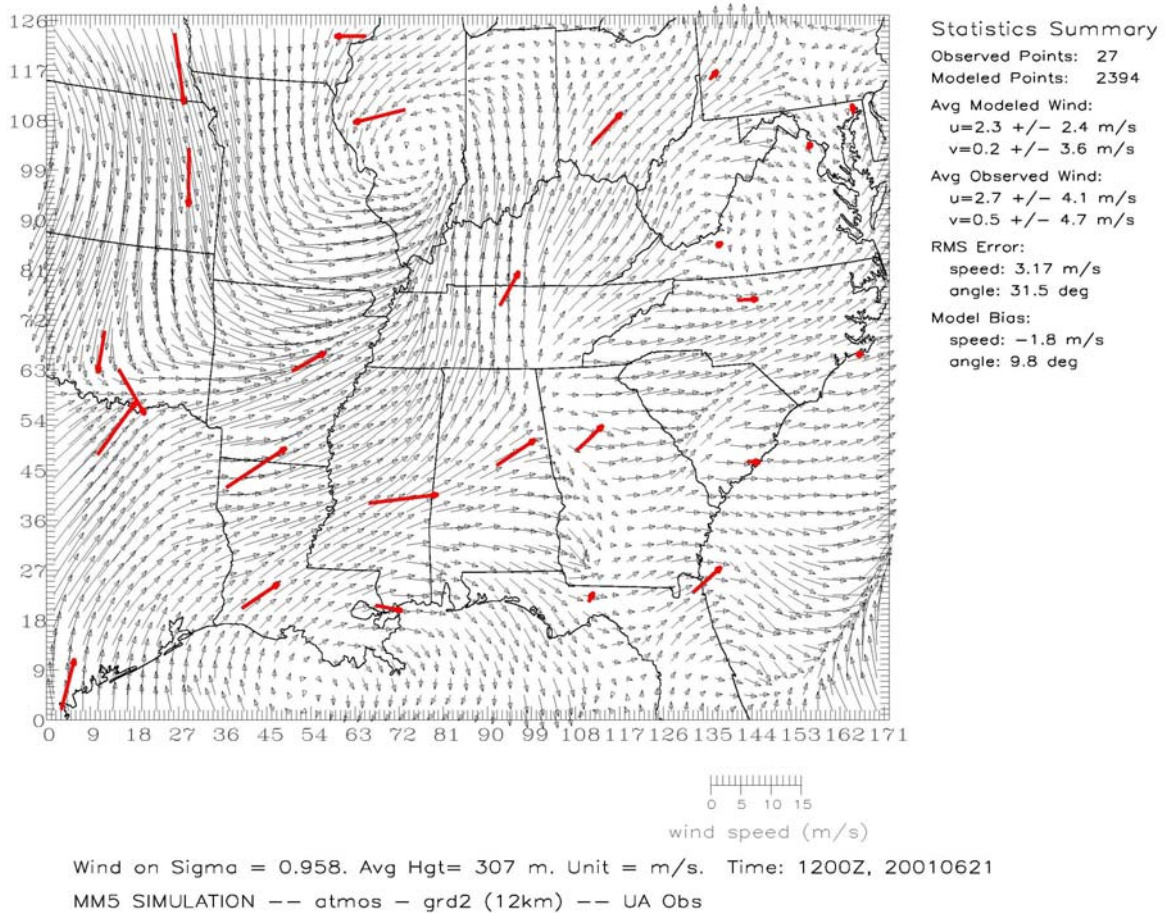 126
117
108
99
90
81
72
63
54
45
36
27
18
9
0
0 9 18 27 36 45 54 63 72 81 90 99 108 117 126 135 144 153 162 171
Statistics Summary
Observed Points: 27
Modeled Points: 2394
Avg Modeled Wind:
u=2.3 +/- 2.4 m/s
v=0.2 +/- 3.6 m/s
Avg Observed Wind:
u=2.7 +/- 4.1 m/s
v=0.5 +/- 4.7 m/s
RMS Error:
speed: 3.17 m/s
angle: 31.5 deg
Model Bias:
speed: -1.8 m/s
angle: 9.8 deg
0 5 10 15
wind speed (m/s)
Wind on Sigma = 0.958. Avg Hgt= 307 m. Unit = m/s. Time: 1200Z, 20010621
MM5 SIMULATION -- atmos - grd2 (12km) -- UA Obs